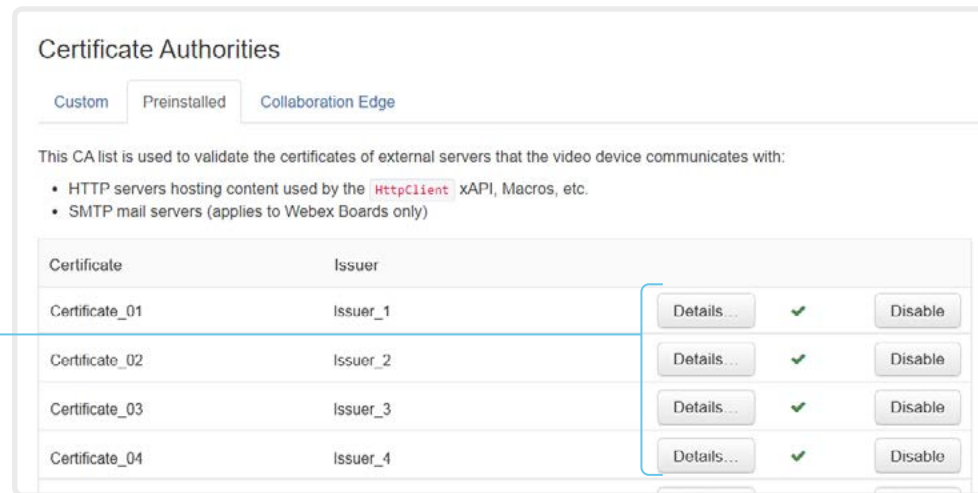 Certificate Authorities
Custom Preinstalled Collaboration Edge
This CA list is used to validate the certificates of external servers that the video device communicates with:
• HTTP servers hosting content used by the HttpClient xAPI, Macros, etc.
• SMTP mail servers (applies to Webex Boards only)
Certificate Issuer
Certificate_01 Issuer_1 Details... ✔ Disable
Certificate_02 Issuer_2 Details... ✔ Disable
Certificate_03 Issuer_3 Details... ✔ Disable
Certificate_04 Issuer_4 Details... ✔ Disable